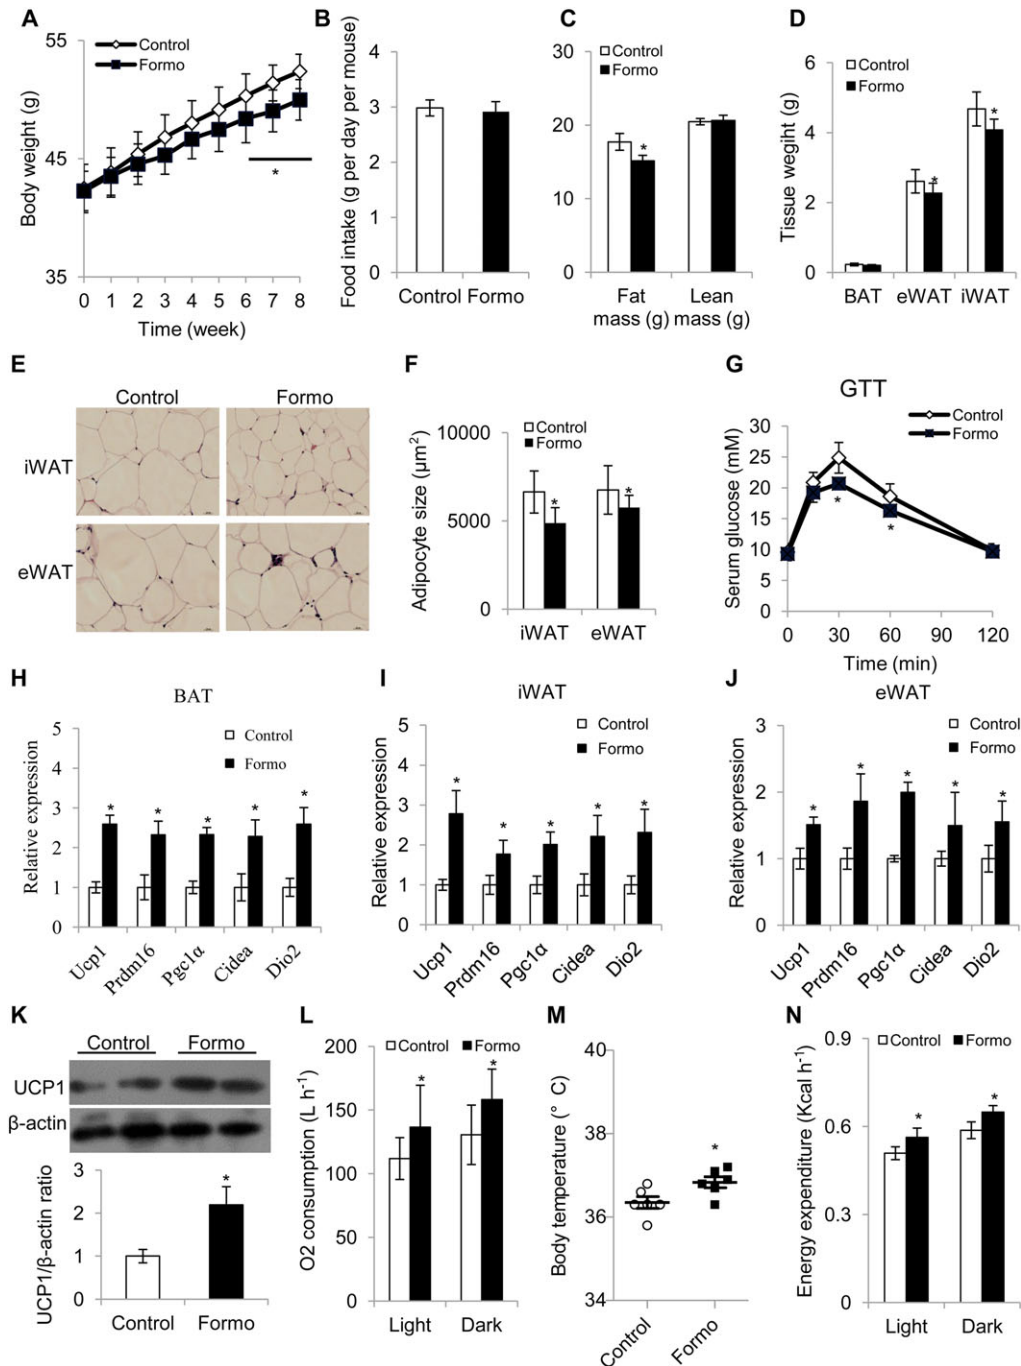 A
Body weight (g)
55
45
35
Control
Formo
*
0 1 2 3 4 5 6 7 8
Time (week)
B
Food intake (g per day per mouse)
4
3
2
1
0
Control Formo
C
30
20
10
0
Control
Formo
*
Fat mass (g)
Lean mass (g)
D
Tissue wegiht (g)
6
4
2
0
Control
Formo
*
*
BAT eWAT iWAT
E
Control Formo
iWAT
eWAT
F
Adipocyte size (μm²)
10000
5000
0
Control
Formo
*
*
iWAT eWAT
G
GTT
Serum glucose (mM)
30
25
20
15
10
5
0
Control
Formo
*
*
0 30 60 90 120
Time (min)
H
BAT
Relative expression
5
4
3
2
1
0
Control
Formo
* * * * *
Ucp1 Prdm16 Pgc1α Cidea Dio2
I
iWAT
Relative expression
5
4
3
2
1
0
Control
Formo
* * * * *
Ucp1 Prdm16 Pgc1α Cidea Dio2
J
eWAT
Relative expression
3
2
1
0
Control
Formo
* * * * *
Ucp1 Prdm16 Pgc1α Cidea Dio2
K
Control Formo
UCP1
β-actin
UCP1/β-actin ratio
3
2
1
0
*
Control Formo
L
O2 consumption (L h⁻¹)
200
150
100
50
0
Control Formo
* *
Light Dark
M
Body temperature (° C)
40
38
36
34
*
Control Formo
N
Energy expenditure (Kcal h⁻¹)
0.9
0.6
0.3
0
Control Formo
* *
Light Dark